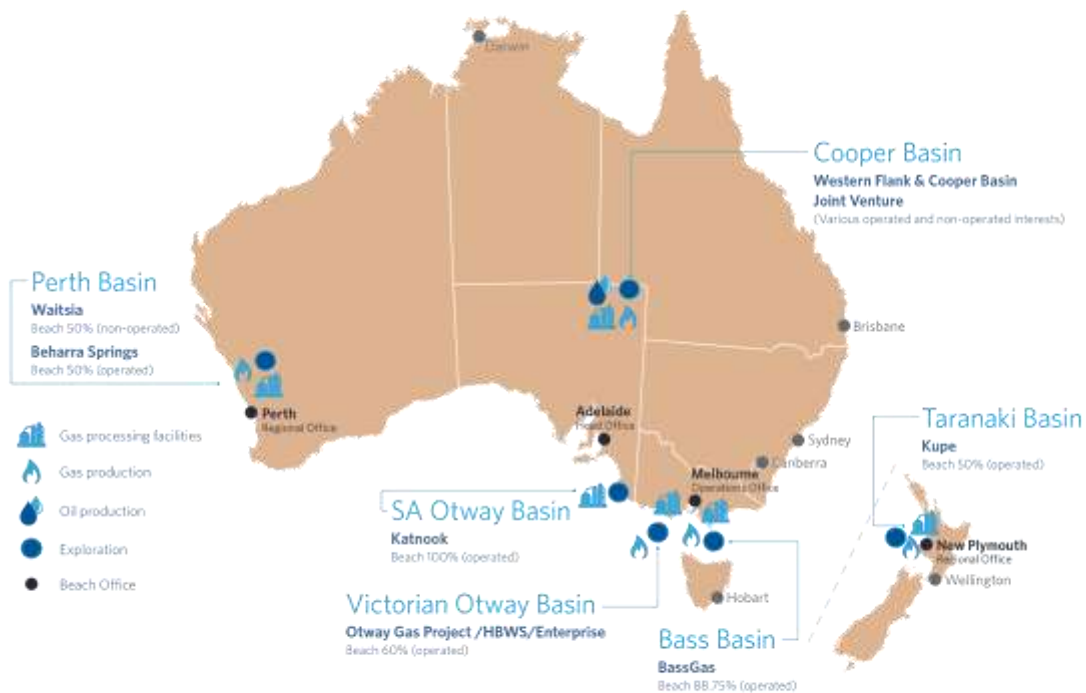 Darwin
Cooper Basin
Western Flank & Cooper Basin
Joint Venture
(Various operated and non-operated interests)
Perth Basin
Waitsia
Beach 50% (non-operated)
Beharra Springs
Beach 50% (operated)
Brisbane
Perth
Regional Office
Adelaide
Head Office
Sydney
Canberra
Melbourne
Operations Office
Taranaki Basin
Kupe
Beach 50% (operated)
Gas processing facilities
Gas production
Oil production
Exploration
Beach Office
SA Otway Basin
Katnook
Beach 100% (operated)
New Plymouth
Regional Office
Wellington
Hobart
Victorian Otway Basin
Otway Gas Project /HBWS/Enterprise
Beach 60% (operated)
Bass Basin
BassGas
Beach 88.75% (operated)